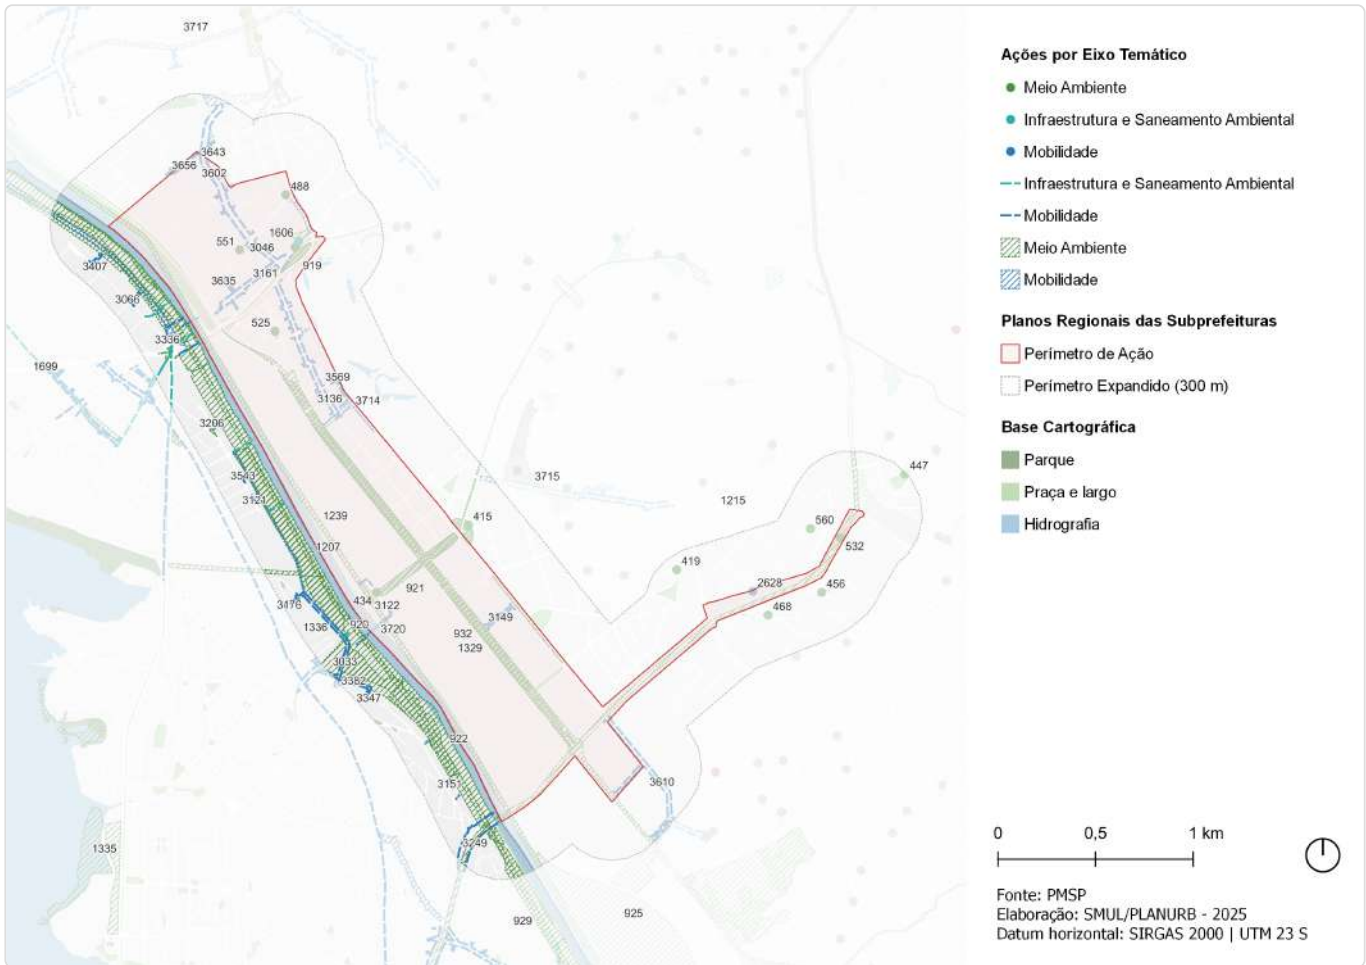 3717
3643
3656
3602
488
551
1606
3046
919
3407
3161
3635
3066
525
3336
1699
3569
3136
3714
3206
3543
3121
3715
1215
447
1239
415
560
532
1207
419
3176
434
3122
921
2628
456
468
1336
920
3720
932
3149
1329
3033
3382
3347
922
3151
3610
3249
1335
929
925
Ações por Eixo Temático
Meio Ambiente
Infraestrutura e Saneamento Ambiental
Mobilidade
Infraestrutura e Saneamento Ambiental
Mobilidade
Meio Ambiente
Mobilidade
Planos Regionais das Subprefeituras
Perímetro de Ação
Perímetro Expandido (300 m)
Base Cartográfica
Parque
Praça e largo
Hidrografia
0 0,5 1 km
Fonte: PMSP
Elaboração: SMUL/PLANURB - 2025
Datum horizontal: SIRGAS 2000 | UTM 23 S